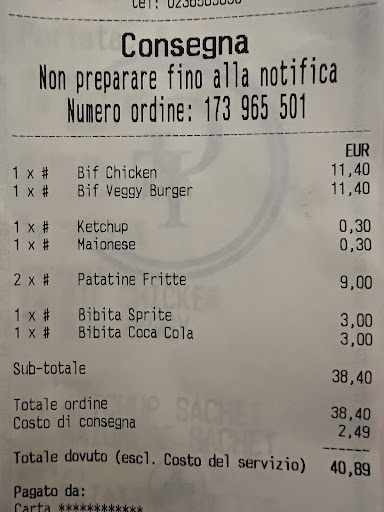 Consegna
Non preparare fino alla notifica
Numero ordine: 173 965 501
EUR
1 x # Bif Chicken 11,40
1 x # Bif Veggy Burger 11,40
1 x # Ketchup 0,30
1 x # Maionese 0,30
2 x # Patatine Fritte 9,00
1 x # Bibita Sprite 3,00
1 x # Bibita Coca Cola 3,00
Sub-totale 38,40
Totale ordine 38,40
Costo di consegna 2,49
Totale dovuto (escl. Costo del servizio) 40,89
Pagato da:
Carta ************